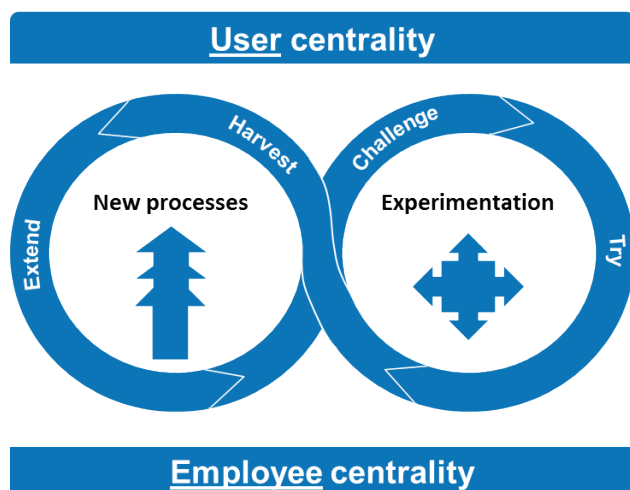 User centrality
Harvest
Challenge
New processes
Experimentation
Extend
Try
Employee centrality